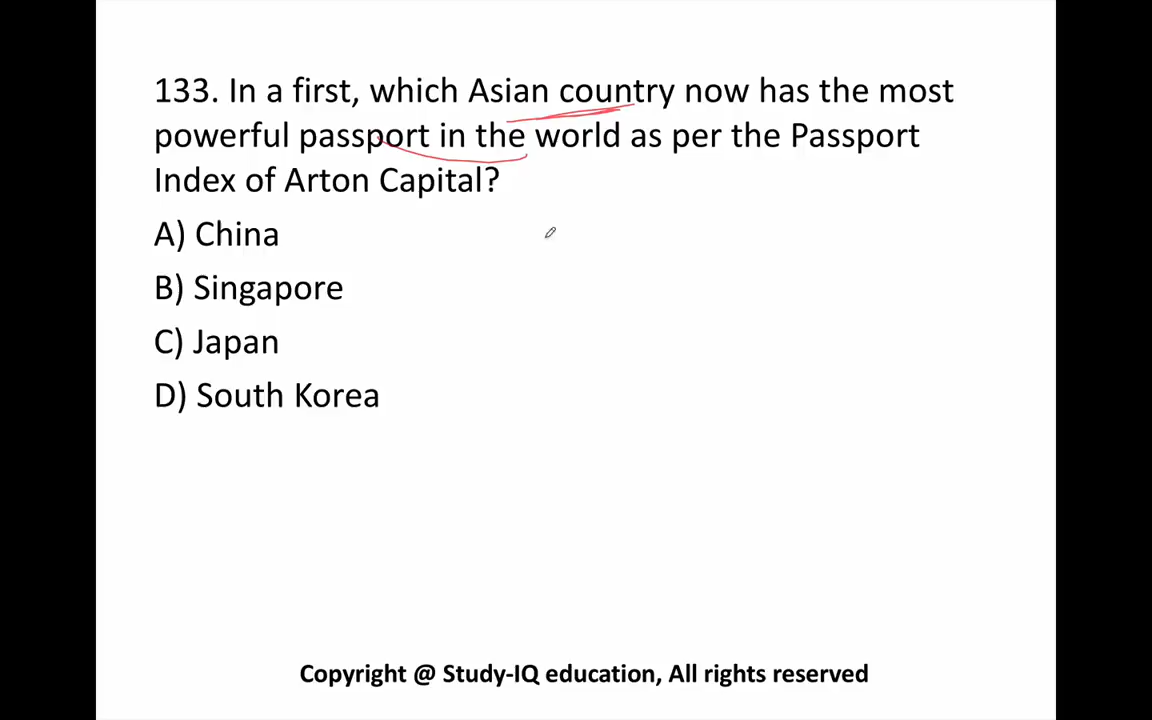 133. In a first, which Asian country now has the most
powerful passport in the world as per the Passport
Index of Arton Capital?
A) China
B) Singapore
C) Japan
D) South Korea
Copyright @ Study-IQ education, All rights reserved